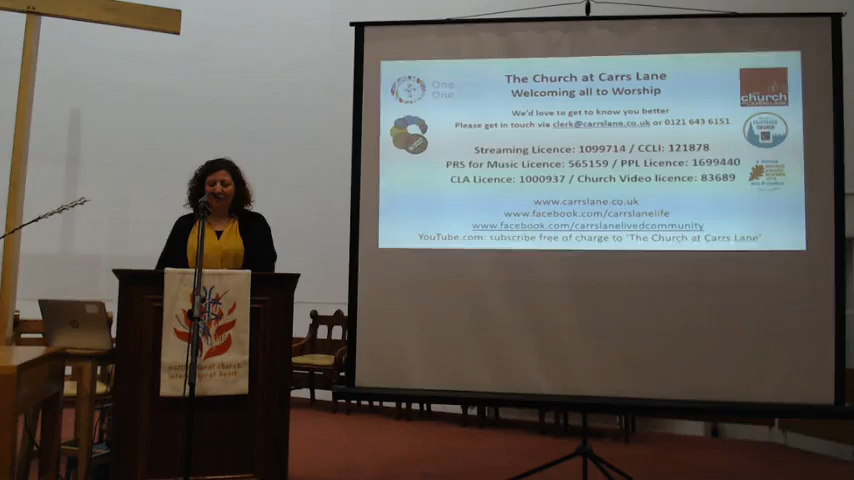 One
One
The Church at Carrs Lane
Welcoming all to Worship
We'd love to get to know you better
Please get in touch via clerk@carrslane.co.uk or 0121 643 6151
Streaming Licence: 1099714 / CCLI: 121878
PRS for Music Licence: 565159 / PPL Licence: 1699440
CLA Licence: 1000937 / Church Video licence: 83689
www.carrslane.co.uk
www.facebook.com/carrslanelife
www.facebook.com/carrslanelivedcommunity
YouTube.com: subscribe free of charge to 'The Church at Carrs Lane'
church
multicultural church
intercultural habit